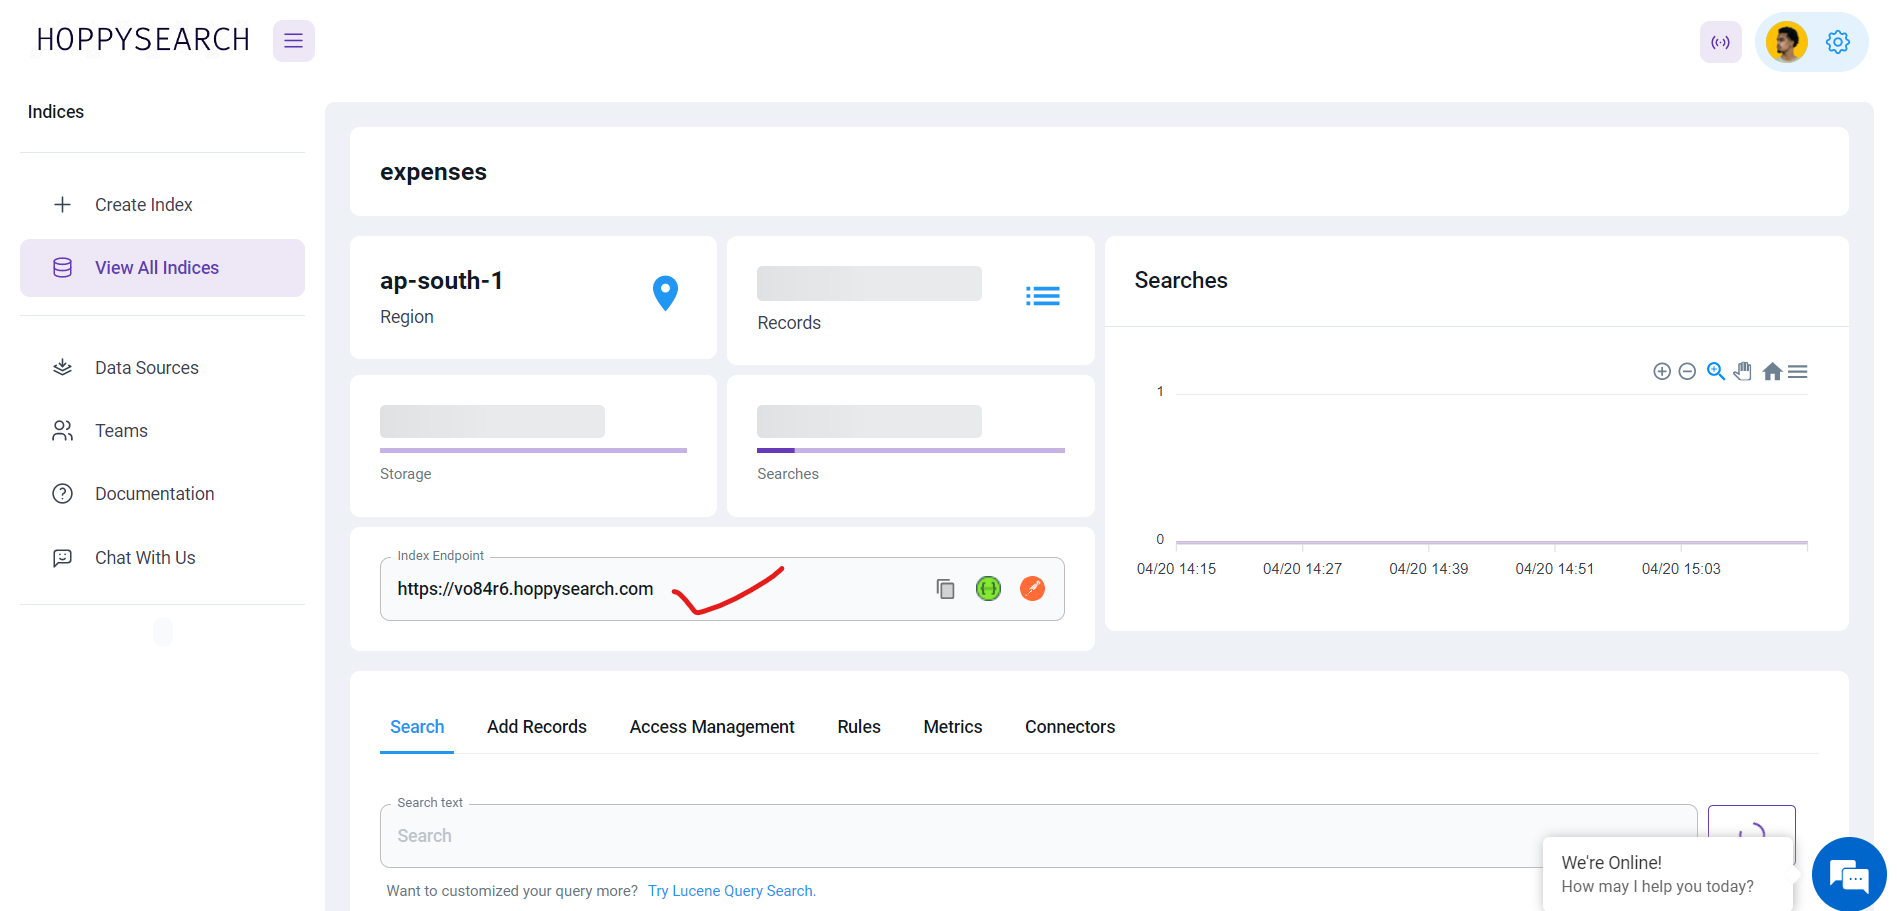 HOPPYSEARCH
Indices
Create Index
View All Indices
Data Sources
Teams
Documentation
Chat With Us
expenses
ap-south-1
Region
Records
Storage
Searches
Searches
1
0
04/20 14:15
04/20 14:27
04/20 14:39
04/20 14:51
04/20 15:03
Index Endpoint
https://vo84r6.hoppysearch.com
Search
Add Records
Access Management
Rules
Metrics
Connectors
Search text
Search
Want to customized your query more? Try Lucene Query Search.
We're Online!
How may I help you today?